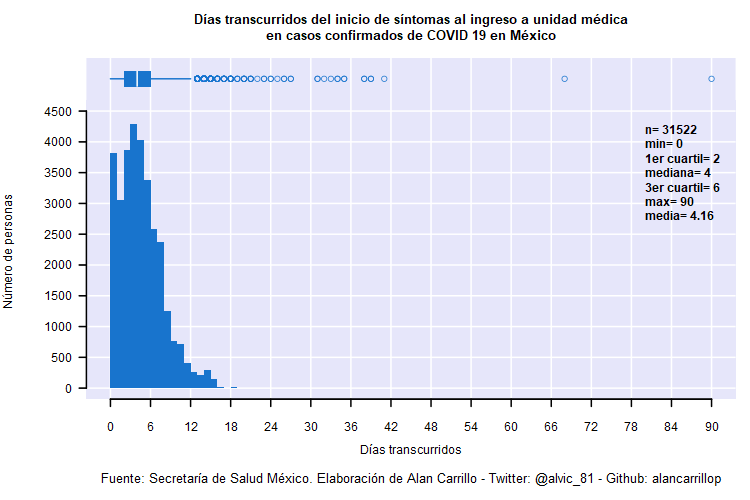 Días transcurridos del inicio de síntomas al ingreso a unidad médica
en casos confirmados de COVID 19 en México
4500
4000
3500
3000
2500
2000
1500
1000
500
0
Número de personas
n= 31522
min= 0
1er cuartil= 2
mediana= 4
3er cuartil= 6
max= 90
media= 4.16
0 6 12 18 24 30 36 42 48 54 60 66 72 78 84 90
Días transcurridos
Fuente: Secretaría de Salud México. Elaboración de Alan Carrillo - Twitter: @alvic_81 - Github: alancarrillop